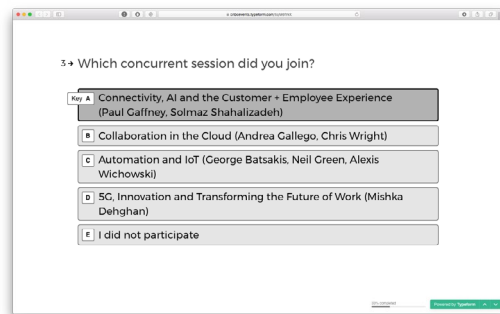 3→ Which concurrent session did you join?
Key A Connectivity, AI and the Customer + Employee Experience
(Paul Gaffney, Solmaz Shahalizadeh)
B Collaboration in the Cloud (Andrea Gallego, Chris Wright)
C Automation and IoT (George Batsakis, Neil Green, Alexis
Wichowski)
D 5G, Innovation and Transforming the Future of Work (Mishka
Dehghan)
E I did not participate
Powered by Typeform